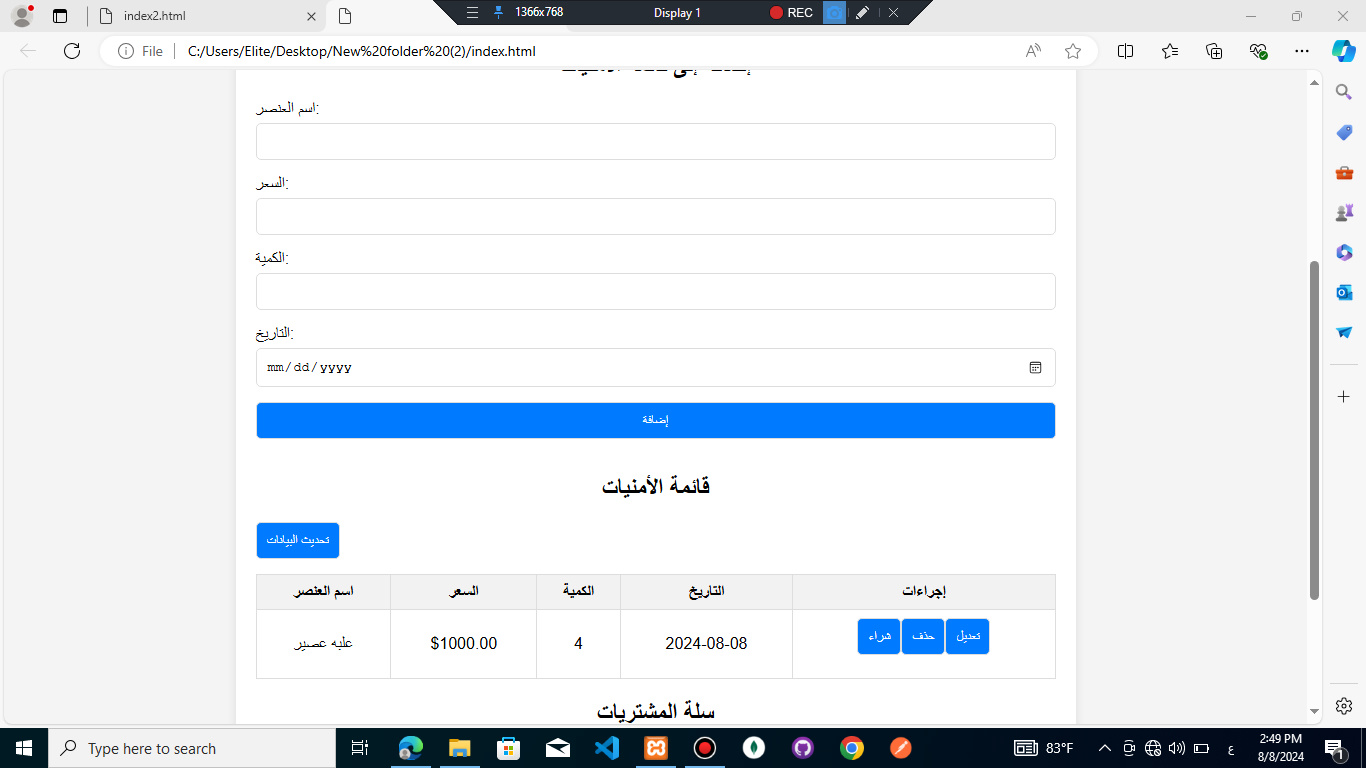 1366x768
Display 1
REC
index2.html
File
C:/Users/Elite/Desktop/New%20folder%20(2)/index.html
اسم العنصر:
السعر:
الكمية:
التاريخ:
mm/dd/yyyy
إضافة
قائمة الأمنيات
تحديث البيانات
اسم العنصر السعر الكمية التاريخ إجراءات
علبه عصير $1000.00 4 2024-08-08 شراء حذف تعديل
سلة المشتريات
Type here to search
83°F
ع
2:49 PM
8/8/2024
1